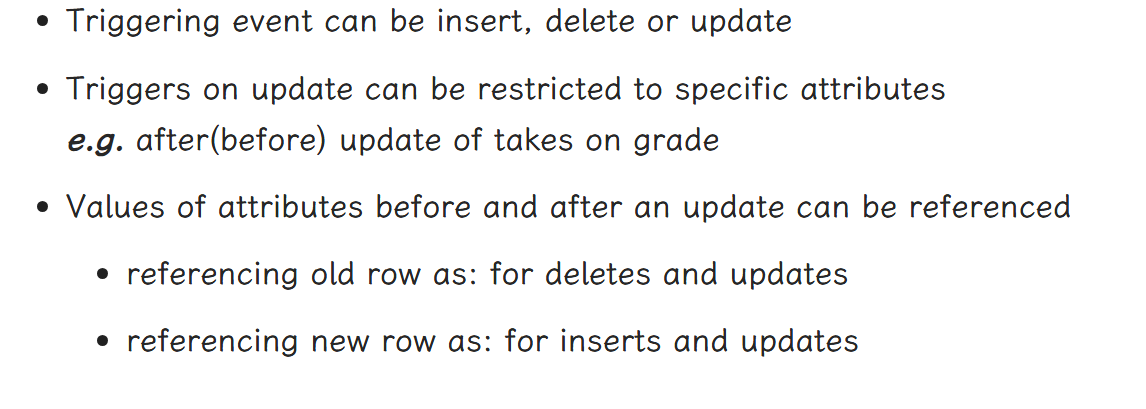 • Triggering event can be insert, delete or update
• Triggers on update can be restricted to specific attributes
e.g. after(before) update of takes on grade
• Values of attributes before and after an update can be referenced
• referencing old row as: for deletes and updates
• referencing new row as: for inserts and updates